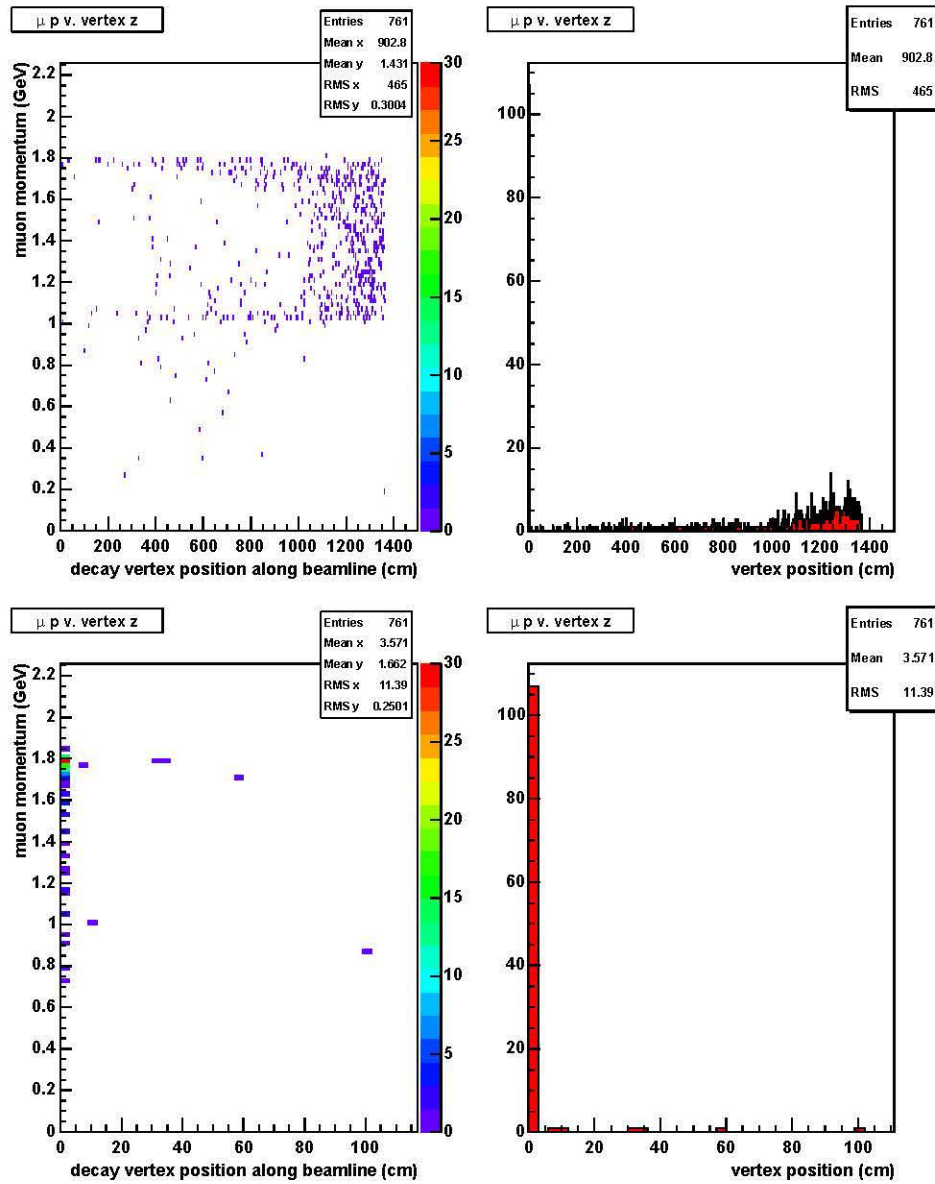 μ p v. vertex z
Entries 761
Mean x 902.8
Mean y 1.431
RMS x 465
RMS y 0.3004
muon momentum (GeV)
2.2
2
1.8
1.6
1.4
1.2
1
0.8
0.6
0.4
0.2
0
0 200 400 600 800 1000 1200 1400
decay vertex position along beamline (cm)
30
25
20
15
10
5
0
μ p v. vertex z
Entries 761
Mean 902.8
RMS 465
100
80
60
40
20
0
0 200 400 600 800 1000 1200 1400
vertex position (cm)
μ p v. vertex z
Entries 761
Mean x 3.571
Mean y 1.662
RMS x 11.39
RMS y 0.2501
muon momentum (GeV)
2.2
2
1.8
1.6
1.4
1.2
1
0.8
0.6
0.4
0.2
0
0 20 40 60 80 100
decay vertex position along beamline (cm)
30
25
20
15
10
5
0
μ p v. vertex z
Entries 761
Mean 3.571
RMS 11.39
100
80
60
40
20
0
0 20 40 60 80 100
vertex position (cm)